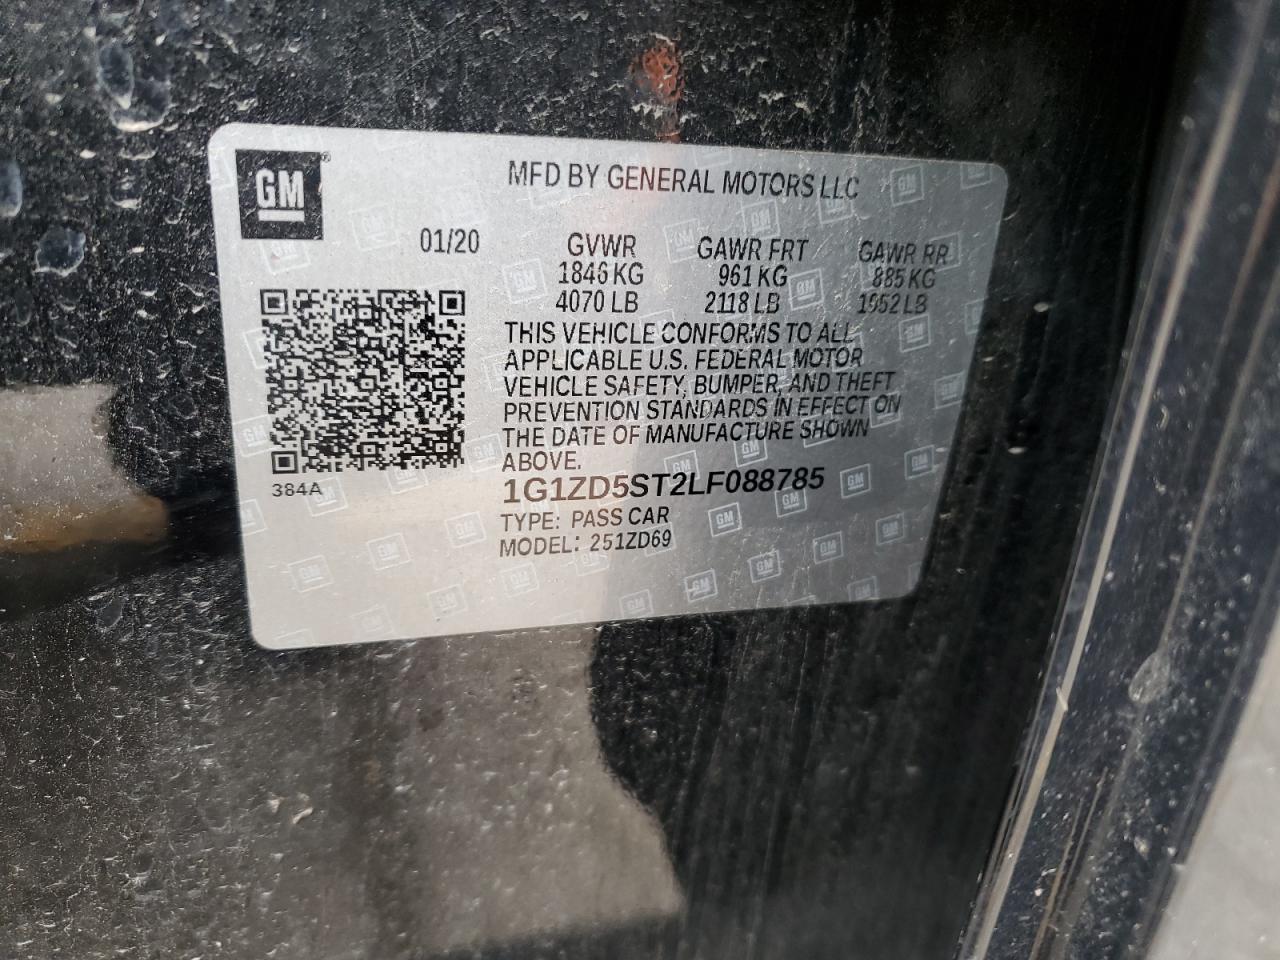 GM
MFD BY GENERAL MOTORS LLC
01/20
GVWR GAWR FRT GAWR RR
1846 KG 961 KG 885 KG
4070 LB 2118 LB 1952 LB
THIS VEHICLE CONFORMS TO ALL
APPLICABLE U.S. FEDERAL MOTOR
VEHICLE SAFETY, BUMPER, AND THEFT
PREVENTION STANDARDS IN EFFECT ON
THE DATE OF MANUFACTURE SHOWN
ABOVE.
384A
1G1ZD5ST2LF088785
TYPE: PASS CAR
MODEL: 251ZD69